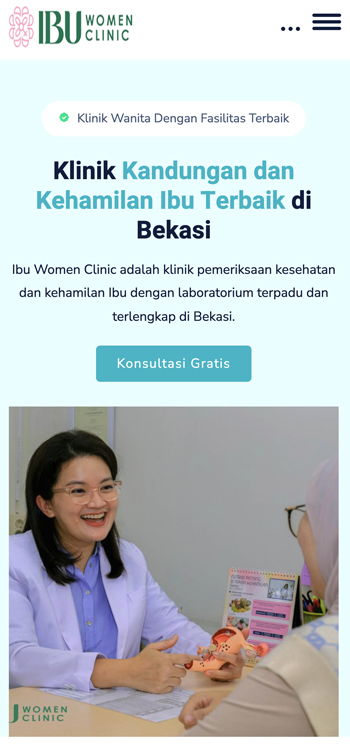 IBU WOMEN
CLINIC
Klinik Wanita Dengan Fasilitas Terbaik
Klinik Kandungan dan
Kehamilan Ibu Terbaik di
Bekasi
Ibu Women Clinic adalah klinik pemeriksaan kesehatan
dan kehamilan Ibu dengan laboratorium terpadu dan
terlengkap di Bekasi.
Konsultasi Gratis
WOMEN
CLINIC